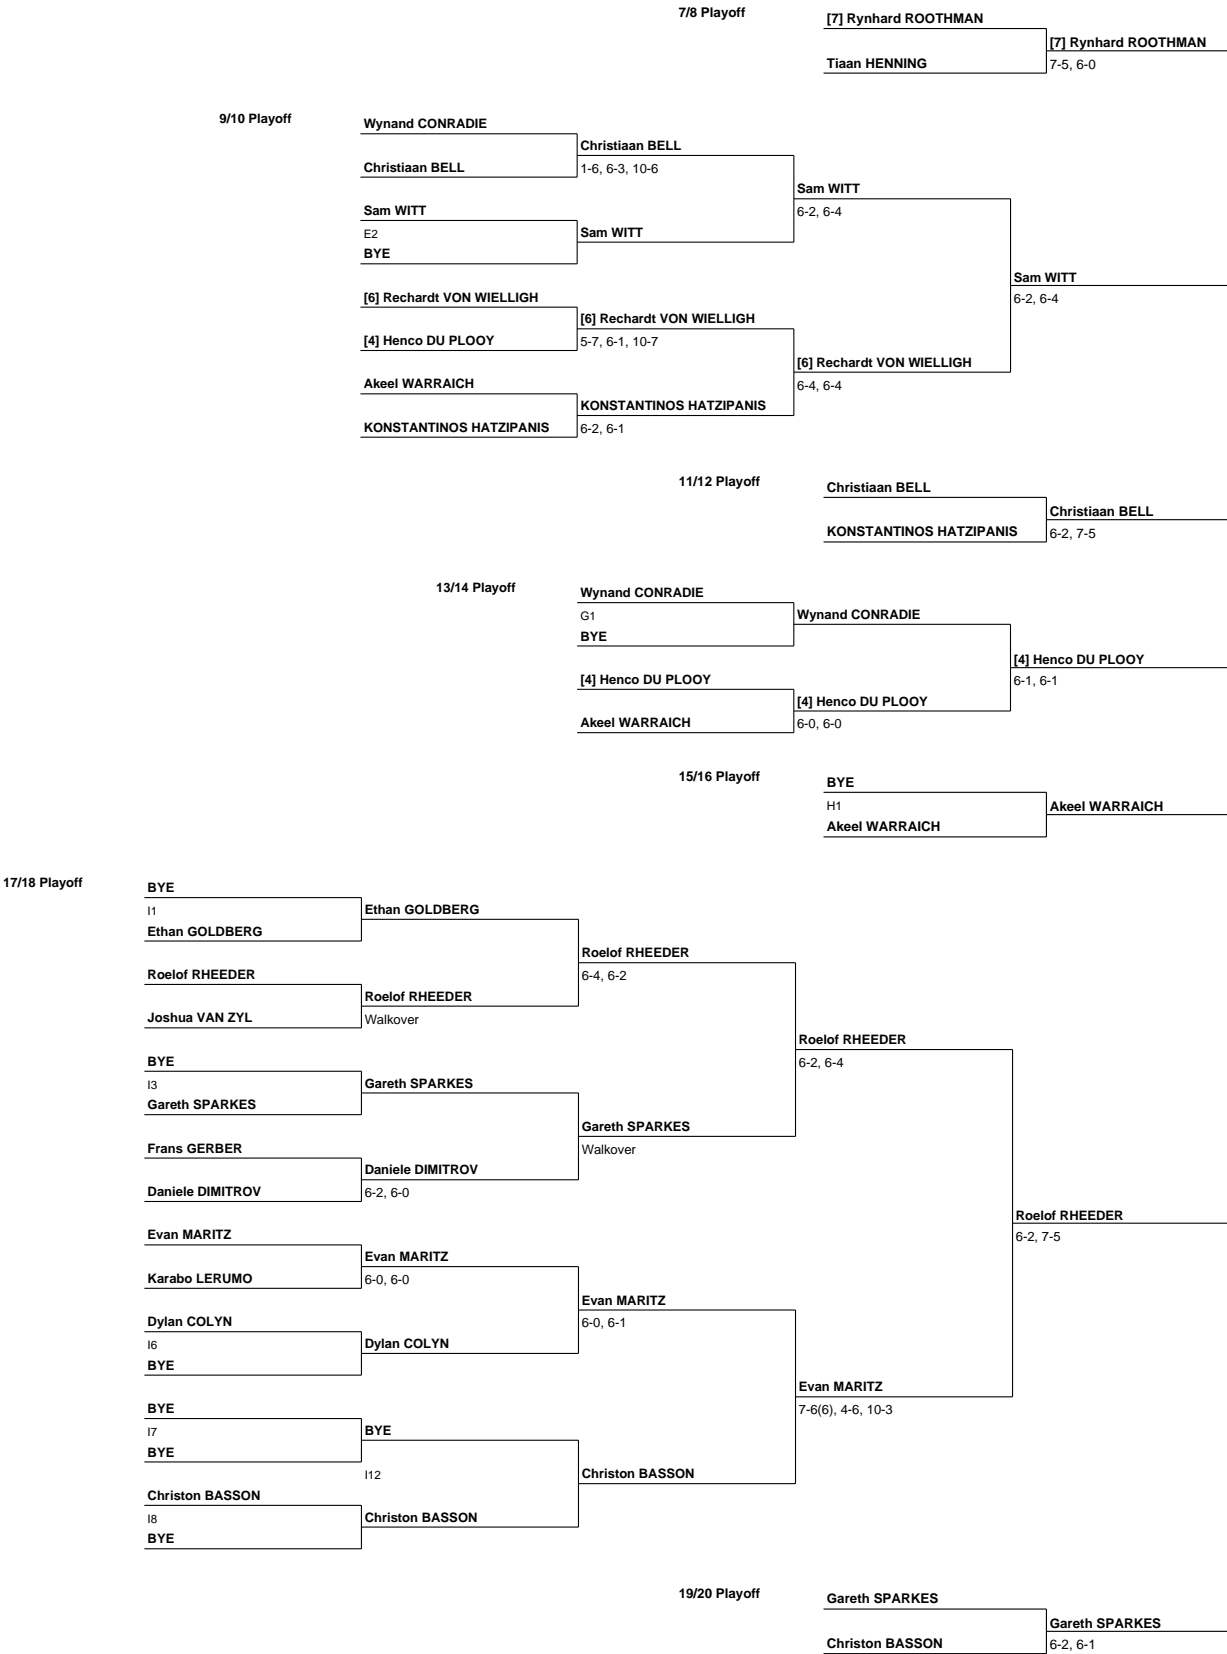 7/8 Playoff
[7] Rynhard ROOTHMAN
[7] Rynhard ROOTHMAN
Tiaan HENNING
7-5, 6-0
9/10 Playoff
Wynand CONRADIE
Christiaan BELL
Christiaan BELL
1-6, 6-3, 10-6
Sam WITT
Sam WITT
6-2, 6-4
E2
Sam WITT
BYE
Sam WITT
[6] Rechardt VON WIELLIGH
6-2, 6-4
[6] Rechardt VON WIELLIGH
[4] Henco DU PLOOY
5-7, 6-1, 10-7
[6] Rechardt VON WIELLIGH
Akeel WARRAICH
6-4, 6-4
KONSTANTINOS HATZIPANIS
KONSTANTINOS HATZIPANIS
6-2, 6-1
11/12 Playoff
Christiaan BELL
Christiaan BELL
KONSTANTINOS HATZIPANIS
6-2, 7-5
13/14 Playoff
Wynand CONRADIE
G1
Wynand CONRADIE
BYE
[4] Henco DU PLOOY
[4] Henco DU PLOOY
6-1, 6-1
[4] Henco DU PLOOY
Akeel WARRAICH
6-0, 6-0
15/16 Playoff
BYE
H1
Akeel WARRAICH
Akeel WARRAICH
17/18 Playoff
BYE
I1
Ethan GOLDBERG
Ethan GOLDBERG
Roelof RHEEDER
Roelof RHEEDER
6-4, 6-2
Roelof RHEEDER
Joshua VAN ZYL
Walkover
Roelof RHEEDER
BYE
6-2, 6-4
I3
Gareth SPARKES
Gareth SPARKES
Gareth SPARKES
Frans GERBER
Walkover
Daniele DIMITROV
Daniele DIMITROV
6-2, 6-0
Roelof RHEEDER
Evan MARITZ
6-2, 7-5
Evan MARITZ
Karabo LERUMO
6-0, 6-0
Evan MARITZ
Dylan COLYN
6-0, 6-1
I6
Dylan COLYN
BYE
Evan MARITZ
BYE
7-6(6), 4-6, 10-3
I7
BYE
BYE
I12
Christon BASSON
Christon BASSON
I8
Christon BASSON
BYE
19/20 Playoff
Gareth SPARKES
Gareth SPARKES
Christon BASSON
6-2, 6-1